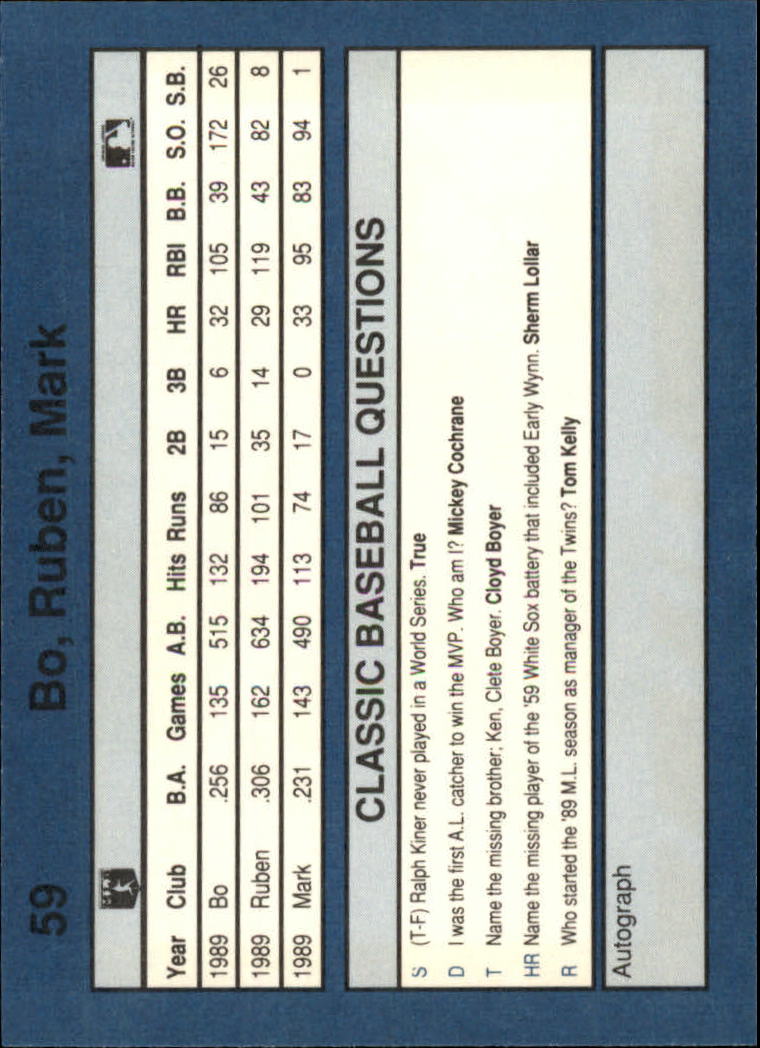 59 Bo, Ruben, Mark
Year Club B.A. Games A.B. Hits Runs 2B 3B HR RBI B.B. S.O. S.B.
1989 Bo .256 135 515 132 86 15 6 32 105 39 172 26
1989 Ruben .306 162 634 194 101 35 14 29 119 43 82 8
1989 Mark .231 143 490 113 74 17 0 33 95 83 94 1
CLASSIC BASEBALL QUESTIONS
S (T-F) Ralph Kiner never played in a World Series. True
D I was the first A.L. catcher to win the MVP. Who am I? Mickey Cochrane
T Name the missing brother; Ken, Clete Boyer. Cloyd Boyer
HR Name the missing player of the '59 White Sox battery that included Early Wynn. Sherm Lollar
R Who started the '89 M.L. season as manager of the Twins? Tom Kelly
Autograph